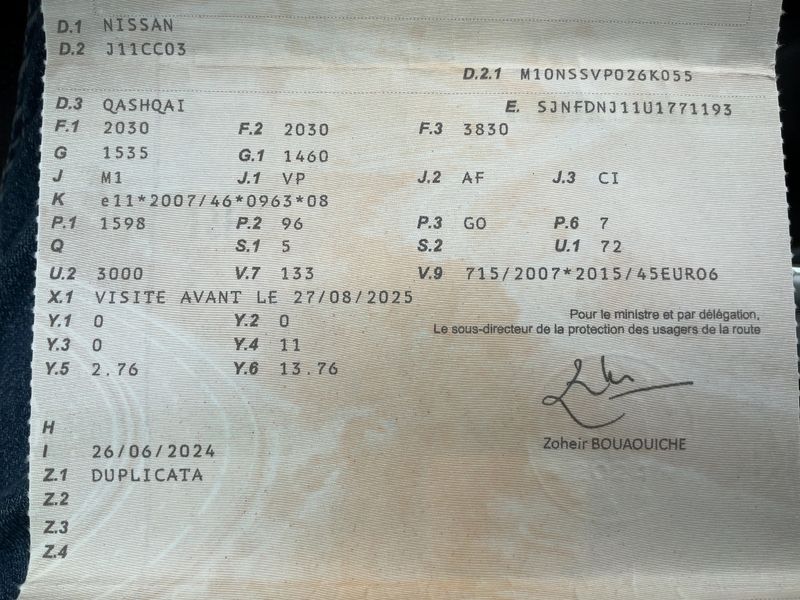 D.1 NISSAN
D.2 J11CC03
D.2.1 M10NSSVP026K055
D.3 QASHQAI E. SJNFDNJ11U1771193
F.1 2030 F.2 2030 F.3 3830
G 1535 G.1 1460
J M1 J.1 VP J.2 AF J.3 CI
K e11*2007/46*0963*08
P.1 1598 P.2 96 P.3 GO P.6 7
Q S.1 5 S.2 U.1 72
U.2 3000 V.7 133 V.9 715/2007*2015/45EURO6
X.1 VISITE AVANT LE 27/08/2025
Pour le ministre et par délégation,
Le sous-directeur de la protection des usagers de la route
Y.1 0 Y.2 0
Y.3 0 Y.4 11
Y.5 2.76 Y.6 13.76
Zoheir BOUAOUICHE
H
I 26/06/2024
Z.1 DUPLICATA
Z.2
Z.3
Z.4